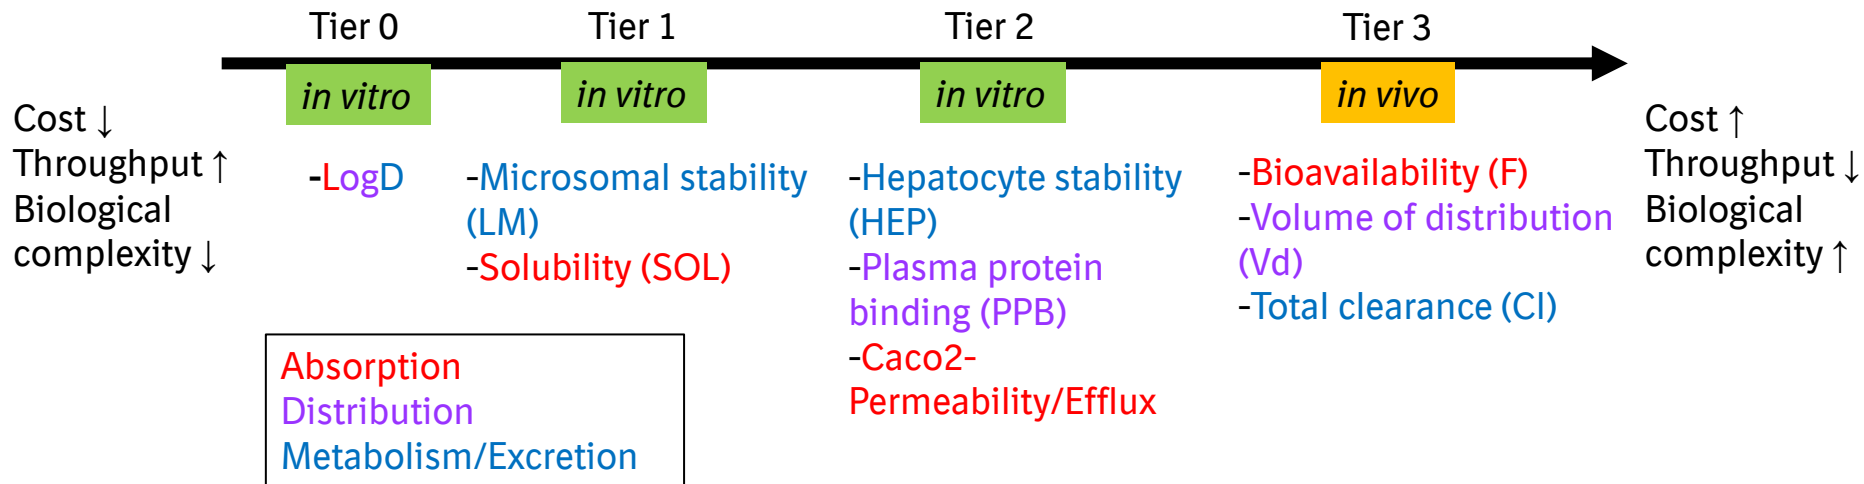 Tier 0
Tier 1
Tier 2
Tier 3
in vitro
in vitro
in vitro
in vivo
Cost ↓
Throughput ↑
Biological
complexity ↓
-LogD
-Microsomal stability
(LM)
-Solubility (SOL)
-Hepatocyte stability
(HEP)
-Plasma protein
binding (PPB)
-Caco2-
Permeability/Efflux
-Bioavailability (F)
-Volume of distribution
(Vd)
-Total clearance (Cl)
Cost ↑
Throughput ↓
Biological
complexity ↑
Absorption
Distribution
Metabolism/Excretion